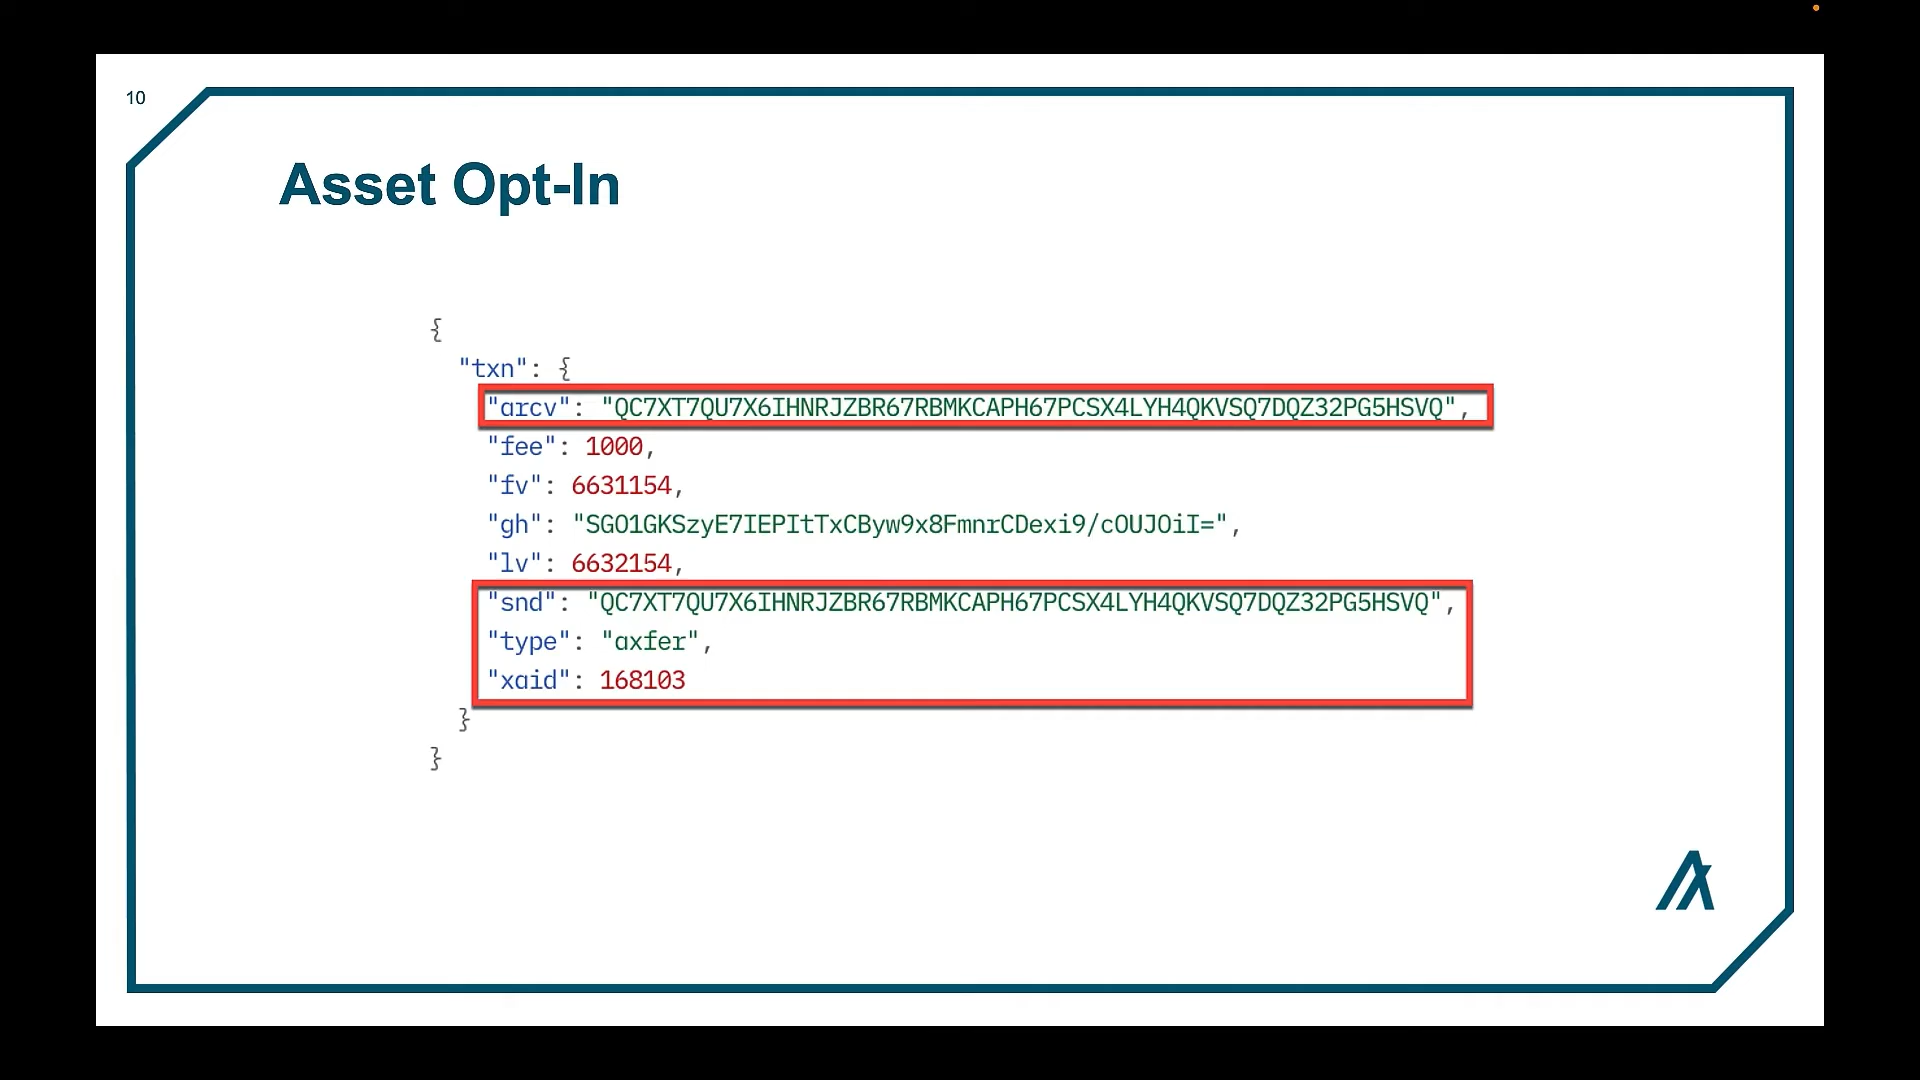 10
Asset Opt-In
{
"txn": {
"arcv": "QC7XT7QU7X6IHNRJZBR67RBMKCAPH67PCSX4LYH4QKVSQ7DQZ32PG5HSVQ",
"fee": 1000,
"fv": 6631154,
"gh": "SGO1GKSzyE7IEPItTxCByw9x8FmnrCDexi9/cOUJOiI=",
"lv": 6632154,
"snd": "QC7XT7QU7X6IHNRJZBR67RBMKCAPH67PCSX4LYH4QKVSQ7DQZ32PG5HSVQ",
"type": "axfer",
"xaid": 168103
}
}